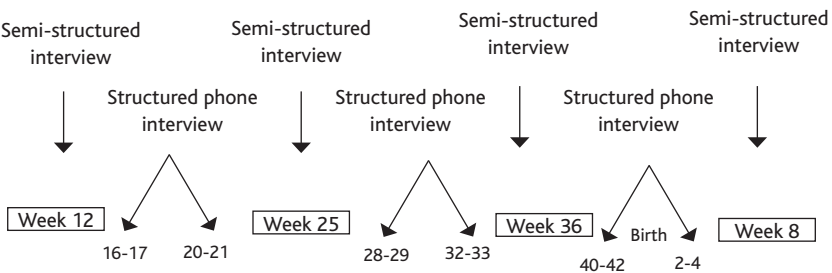 Semi-structured
interview
Semi-structured
interview
Semi-structured
interview
Semi-structured
interview
Structured phone
interview
Structured phone
interview
Structured phone
interview
Week 12
16-17
20-21
Week 25
28-29
32-33
Week 36
40-42
Birth
2-4
Week 8